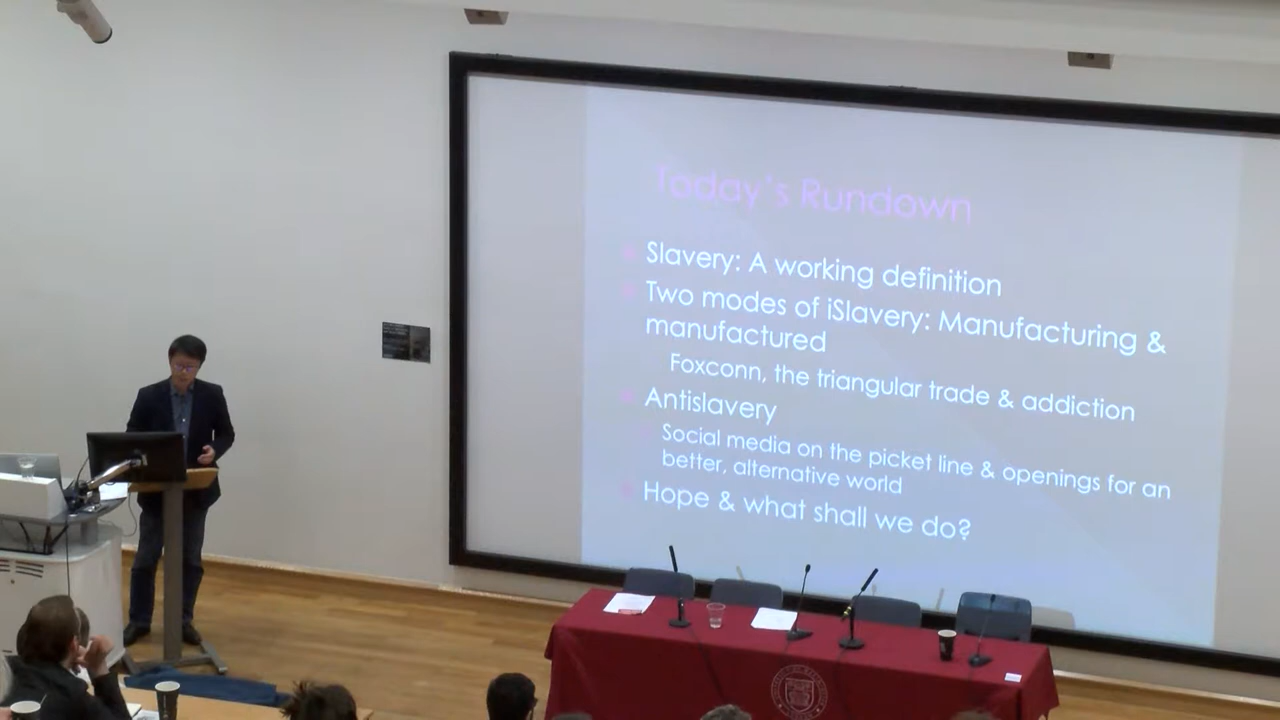 Today's Rundown
Slavery: A working definition
Two modes of iSlavery: Manufacturing &
manufactured
Foxconn, the triangular trade & addiction
Antislavery
Social media on the picket line & openings for an
better, alternative world
Hope & what shall we do?